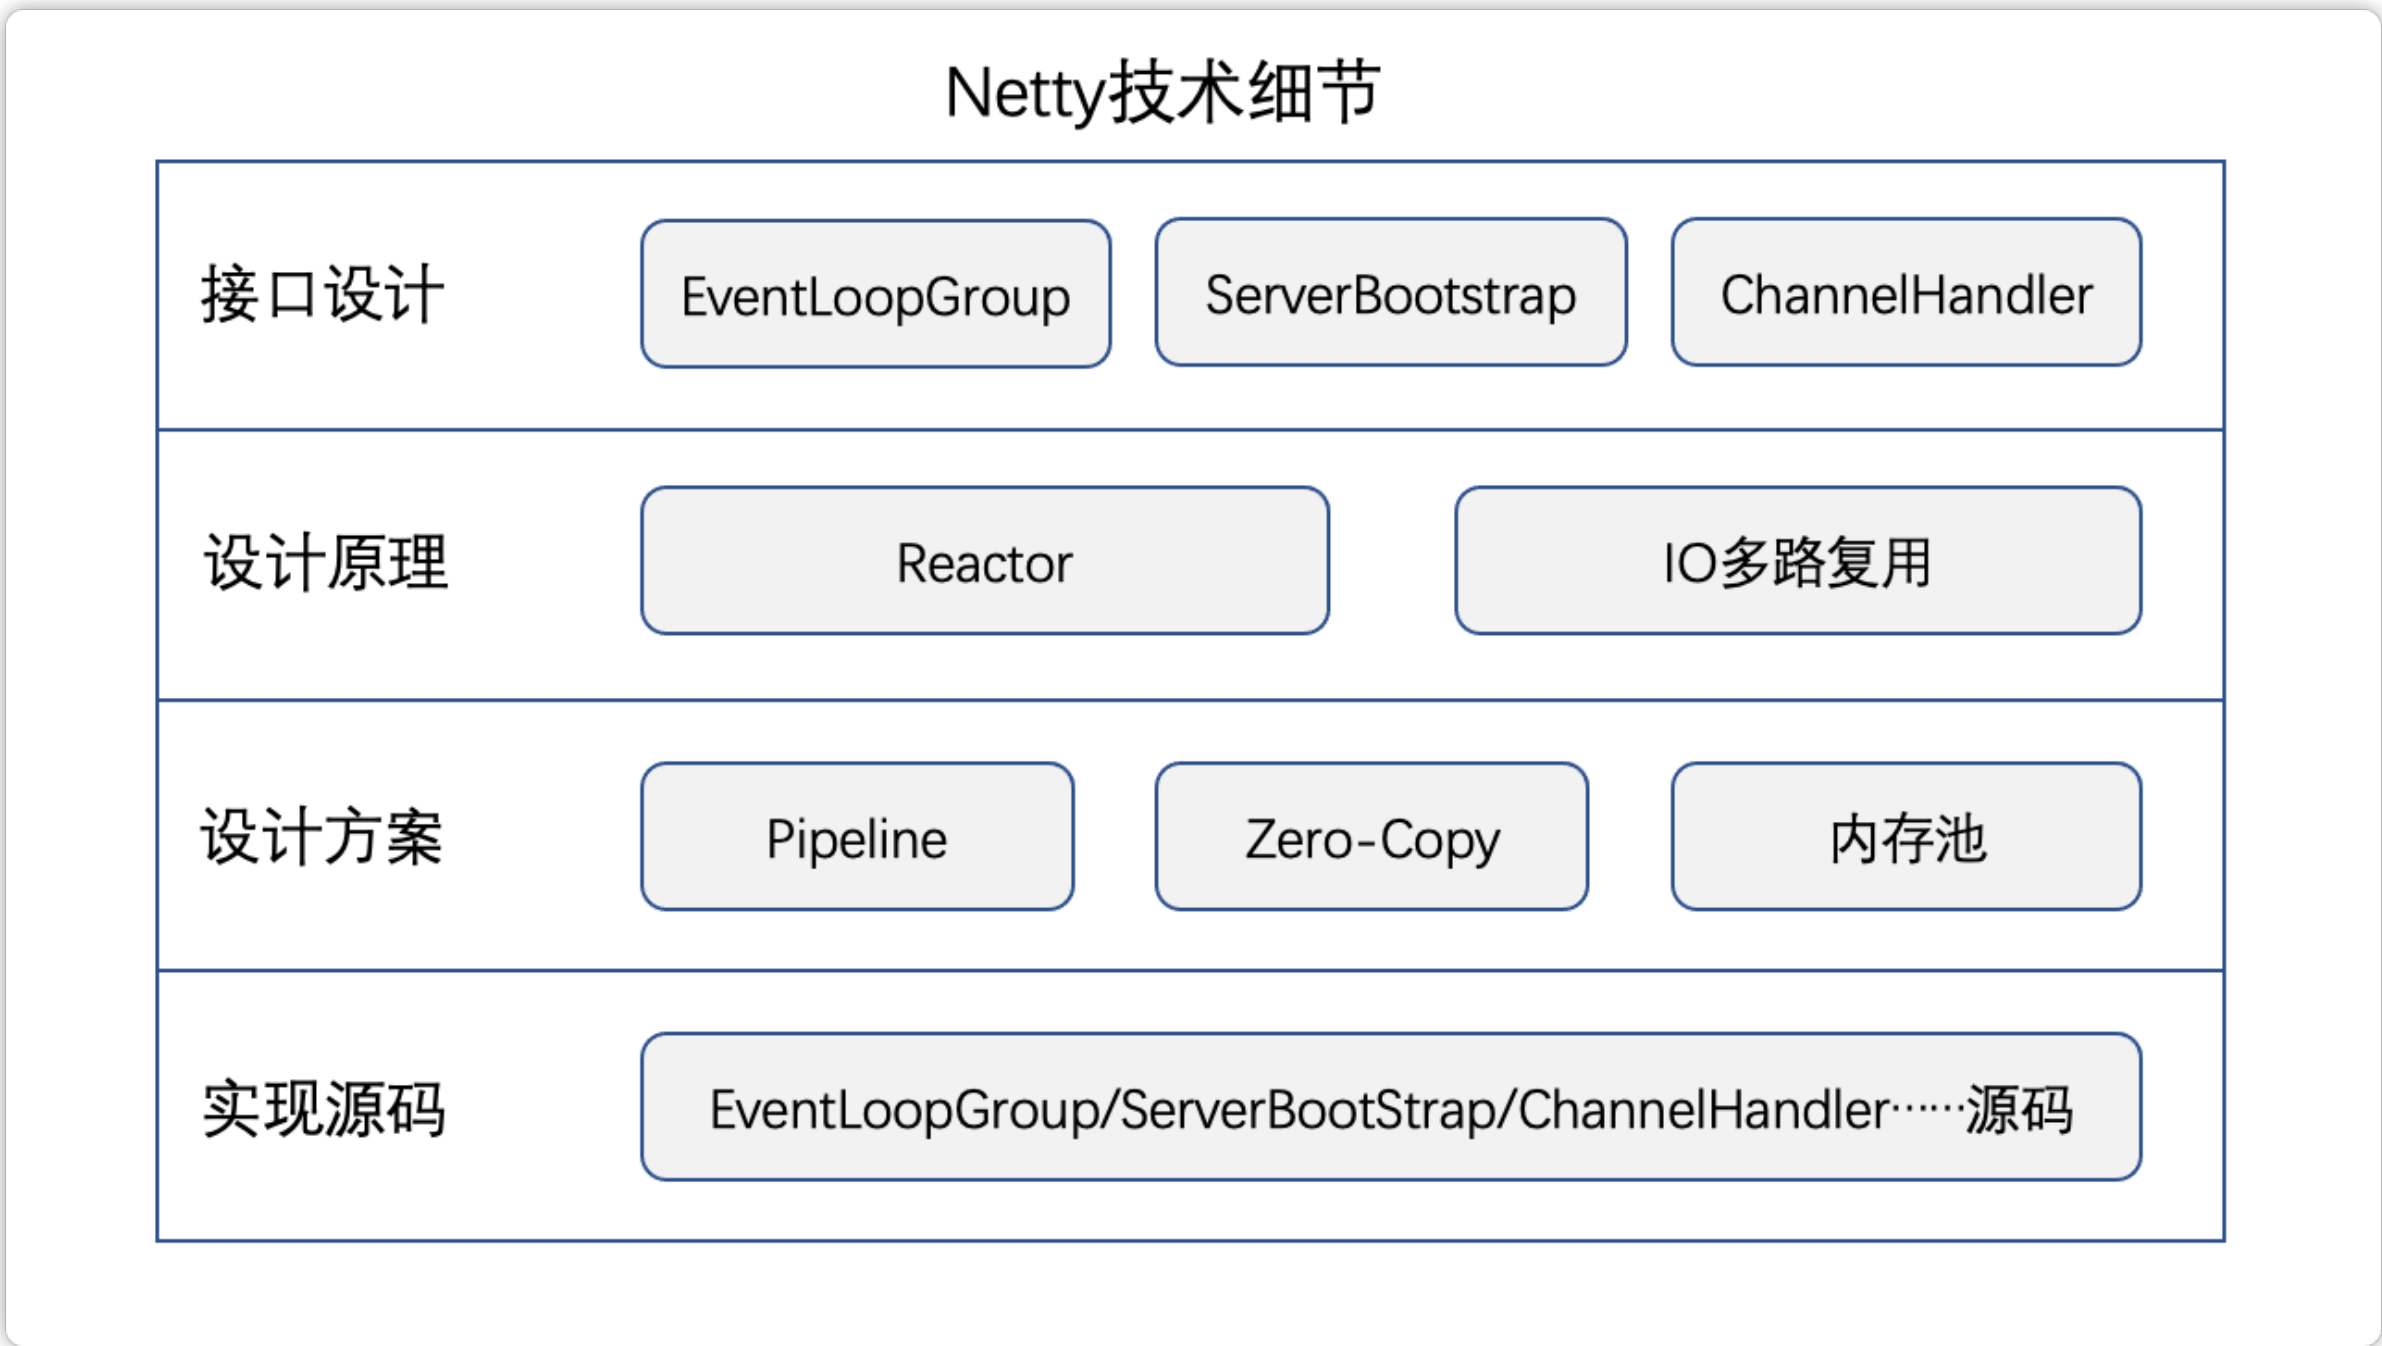 Netty技术细节
接口设计 EventLoopGroup ServerBootstrap ChannelHandler
设计原理 Reactor IO多路复用
设计方案 Pipeline Zero-Copy 内存池
实现源码 EventLoopGroup/ServerBootStrap/ChannelHandler……源码